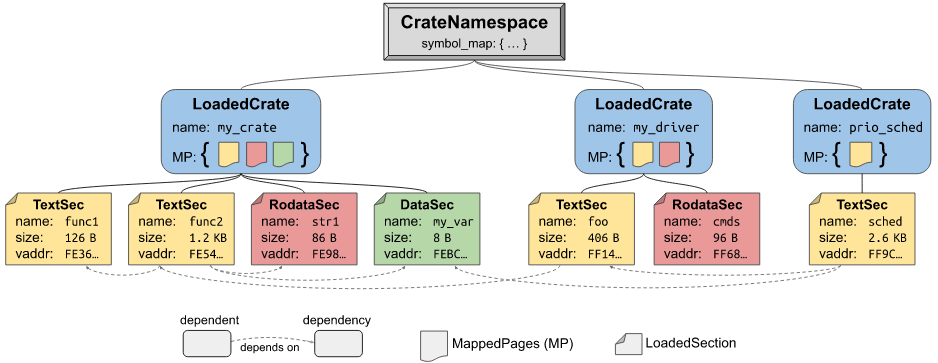 CrateNamespace
symbol_map: { ... }
LoadedCrate
name: my_crate
MP: { }
LoadedCrate
name: my_driver
MP: { }
LoadedCrate
name: prio_sched
MP: { }
TextSec
name: func1
size: 126 B
vaddr: FE36…
TextSec
name: func2
size: 1.2 KB
vaddr: FE54…
RodataSec
name: str1
size: 86 B
vaddr: FE98…
DataSec
name: my_var
size: 8 B
vaddr: FEBC…
TextSec
name: foo
size: 406 B
vaddr: FF14…
RodataSec
name: cmds
size: 96 B
vaddr: FF68…
TextSec
name: sched
size: 2.6 KB
vaddr: FF9C…
dependent
dependency
depends on
MappedPages (MP)
LoadedSection